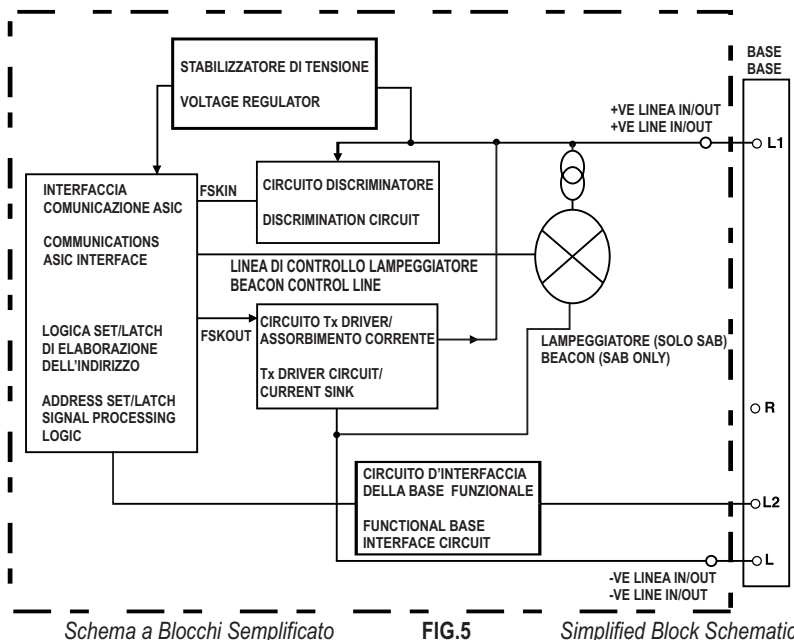 STABILIZZATORE DI TENSIONE
VOLTAGE REGULATOR
BASE
BASE
+VE LINEA IN/OUT
+VE LINE IN/OUT
L1
INTERFACCIA
COMUNICAZIONE ASIC
COMMUNICATIONS
ASIC INTERFACE
LOGICA SET/LATCH
DI ELABORAZIONE
DELL'INDIRIZZO
ADDRESS SET/LATCH
SIGNAL PROCESSING
LOGIC
FSKIN
CIRCUITO DISCRIMINATORE
DISCRIMINATION CIRCUIT
LINEA DI CONTROLLO LAMPEGGIATORE
BEACON CONTROL LINE
FSKOUT
CIRCUITO Tx DRIVER/
ASSORBIMENTO CORRENTE
Tx DRIVER CIRCUIT/
CURRENT SINK
LAMPEGGIATORE (SOLO SAB)
BEACON (SAB ONLY)
R
CIRCUITO D'INTERFACCIA
DELLA BASE FUNZIONALE
FUNCTIONAL BASE
INTERFACE CIRCUIT
L2
L
-VE LINEA IN/OUT
-VE LINE IN/OUT
Schema a Blocchi Semplificato FIG.5 Simplified Block Schematic